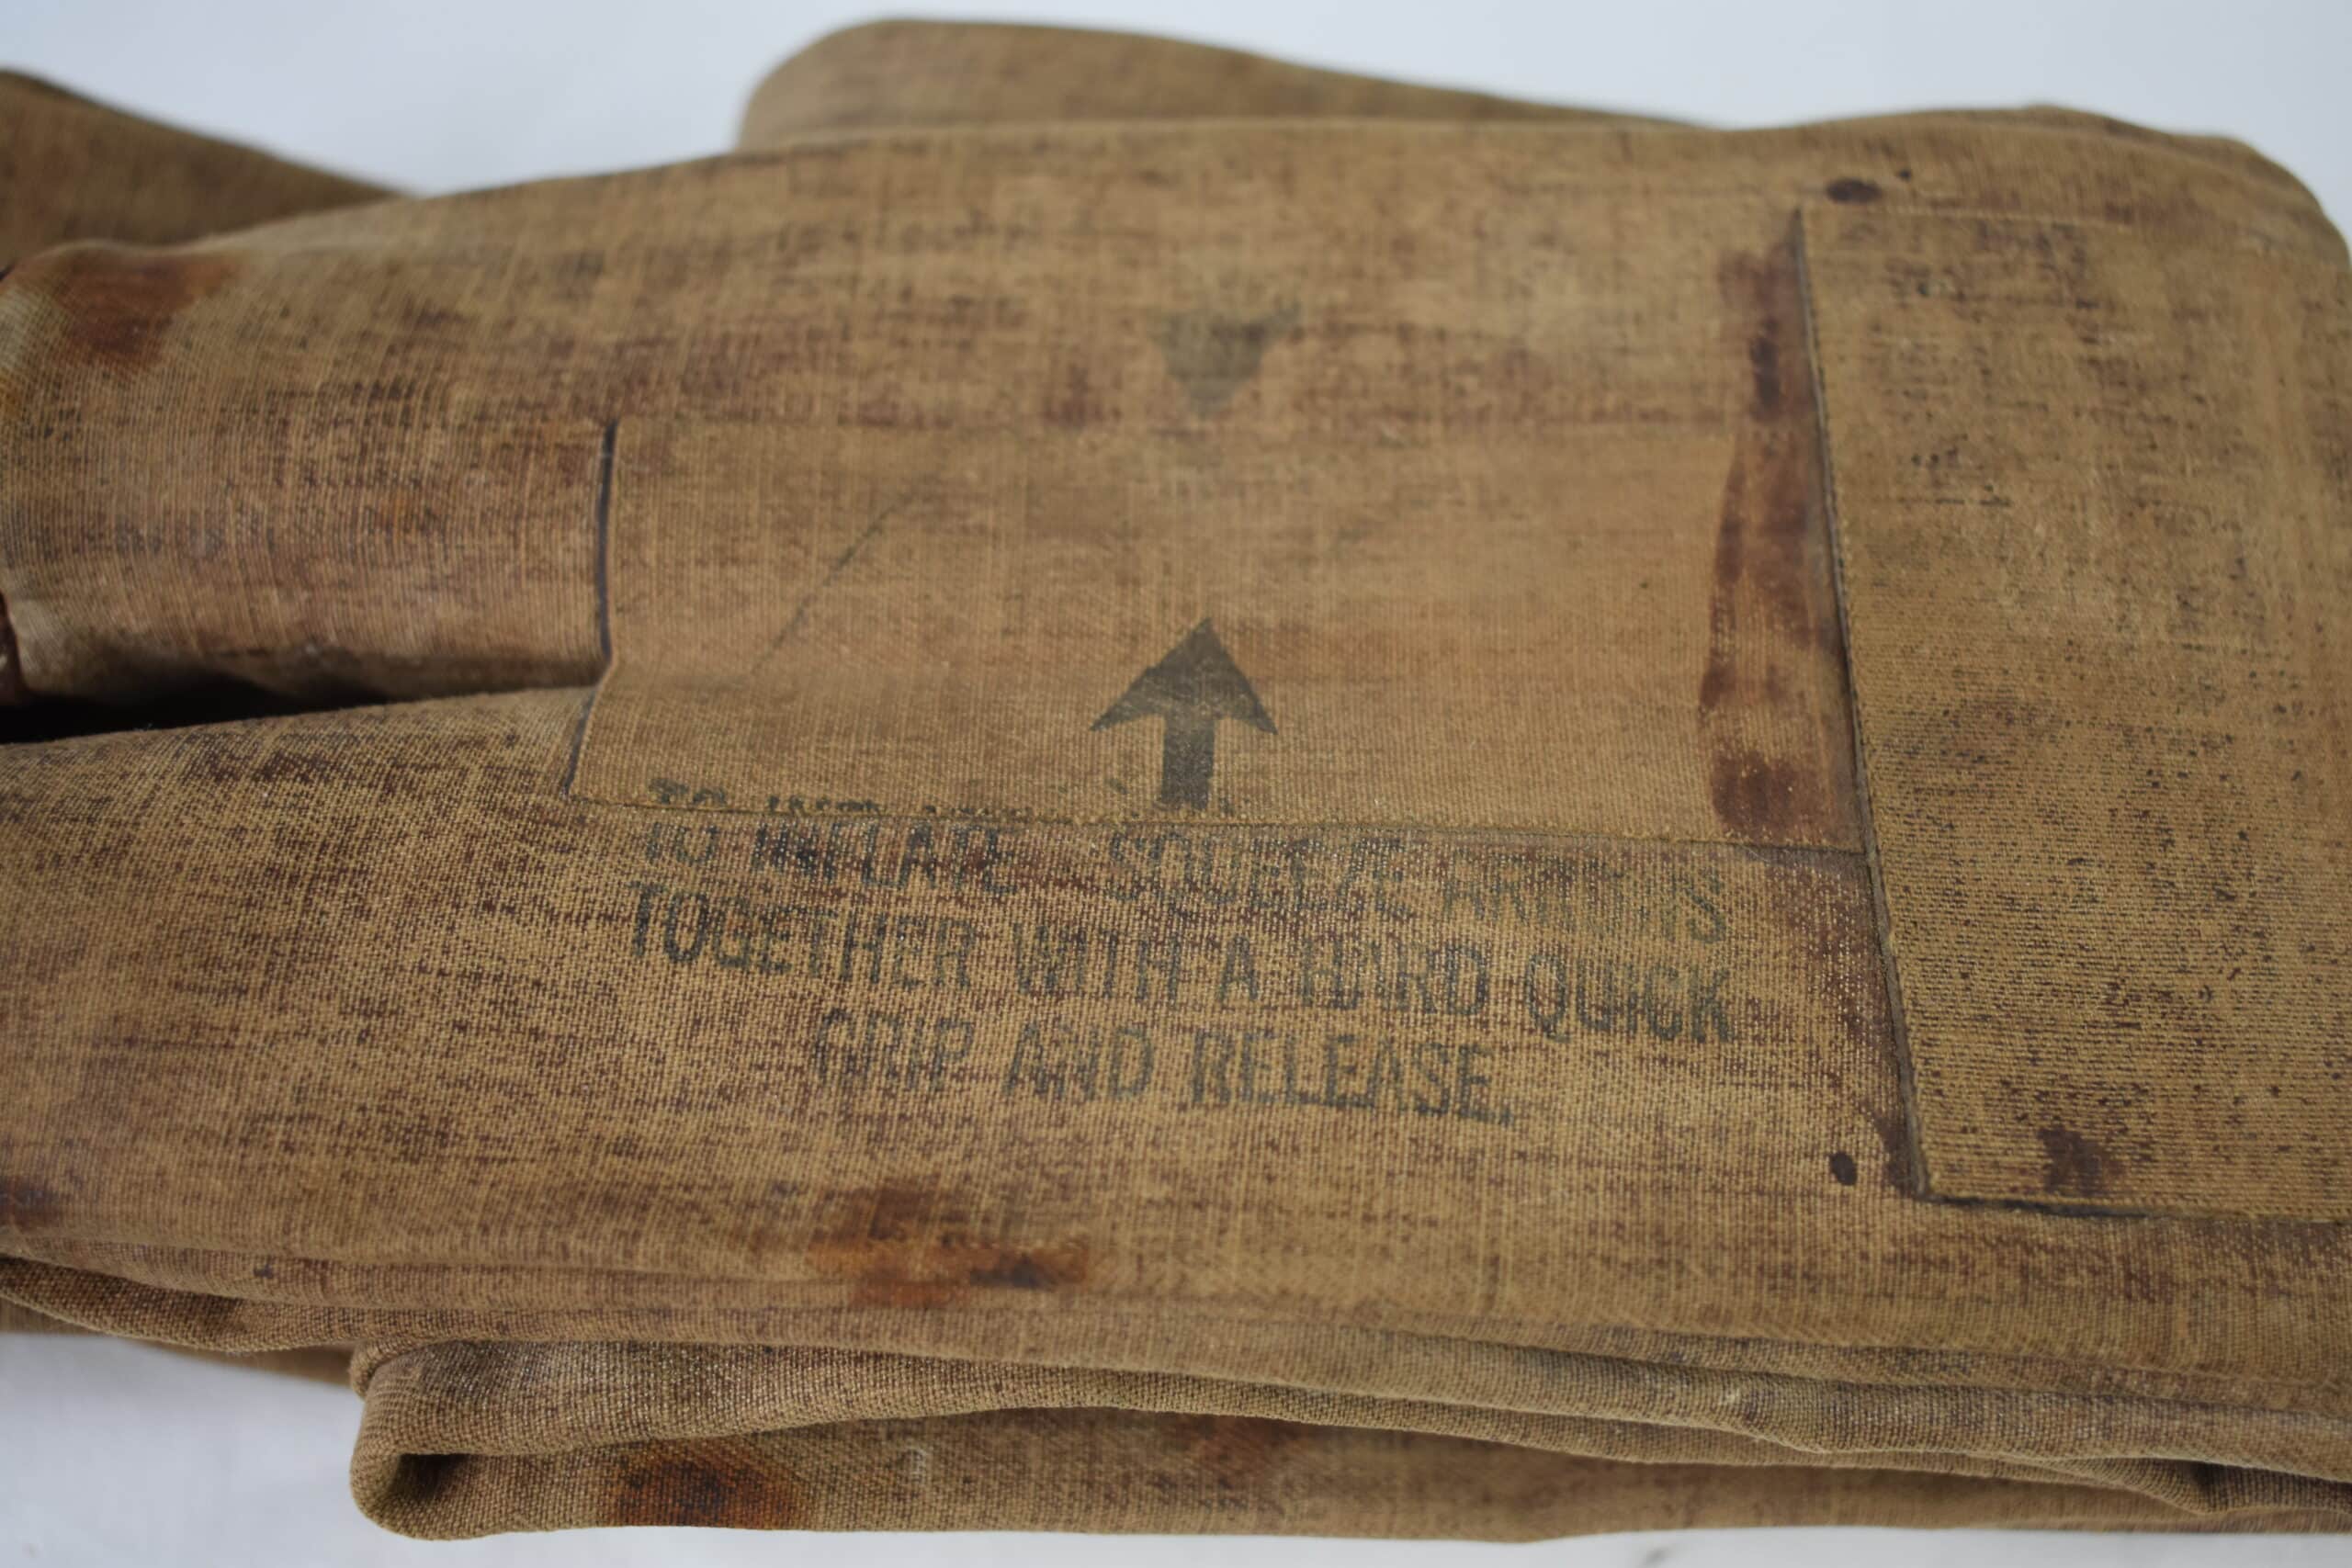 TO INFLATE SQUEEZE ARROWS
TOGETHER WITH A HARD QUICK
GRIP AND RELEASE.